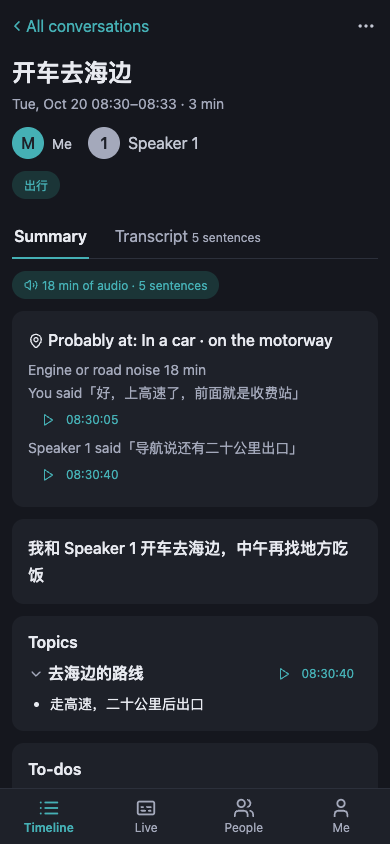 All conversations
开车去海边
Tue, Oct 20 08:30–08:33 · 3 min
M Me 1 Speaker 1
出行
Summary Transcript 5 sentences
18 min of audio · 5 sentences
Probably at: In a car · on the motorway
Engine or road noise 18 min
You said「好，上高速了，前面就是收费站」
08:30:05
Speaker 1 said「导航说还有二十公里出口」
08:30:40
我和 Speaker 1 开车去海边，中午再找地方吃
饭
Topics
去海边的路线 08:30:40
走高速，二十公里后出口
To-dos
Timeline Live People Me